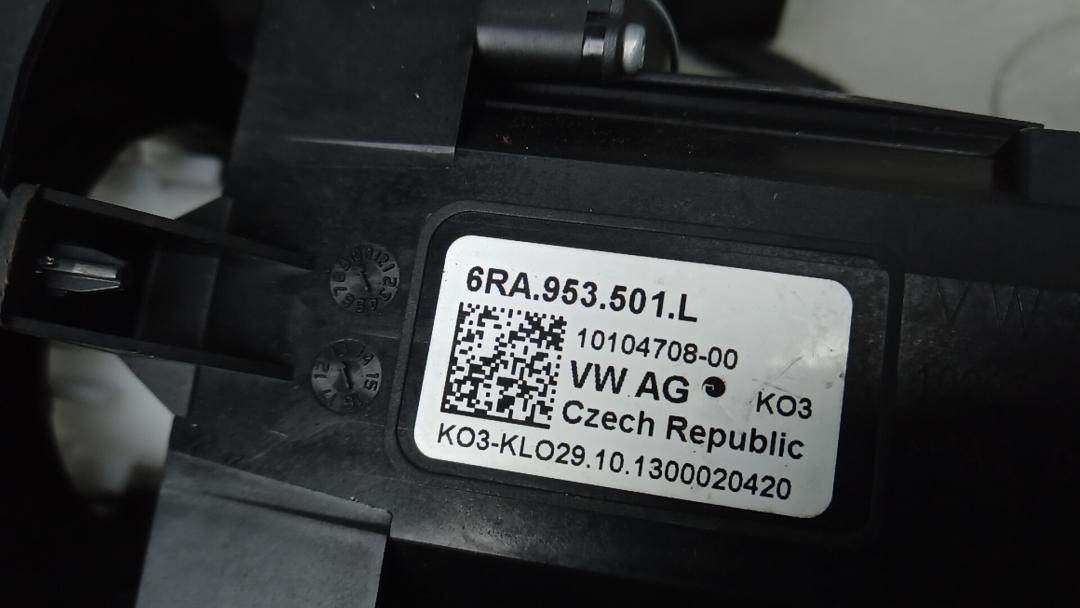 6RA.953.501.L
10104708-00
VW AG KO3
Czech Republic
KO3-KLO29.10.1300020420